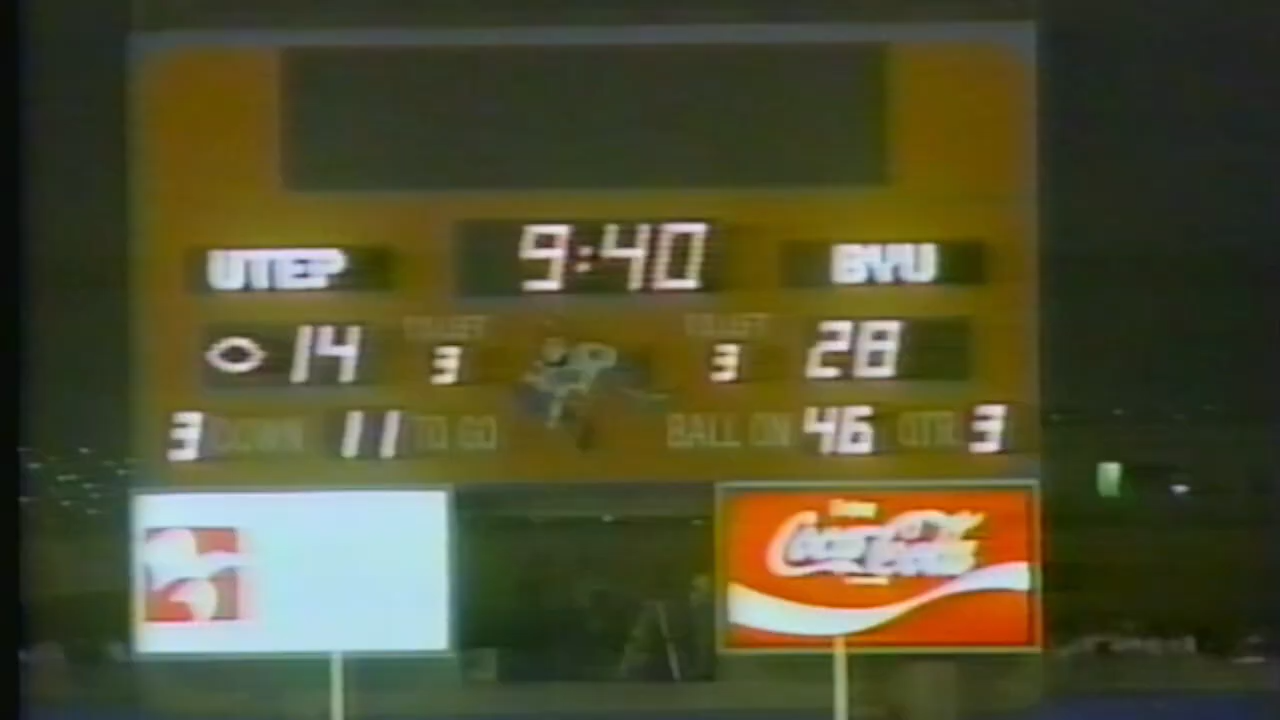 9:40
UTEP BYU
14 3 3 28
3 DOWN 11 TO GO BALL ON 46 QTR 3
Coca-Cola